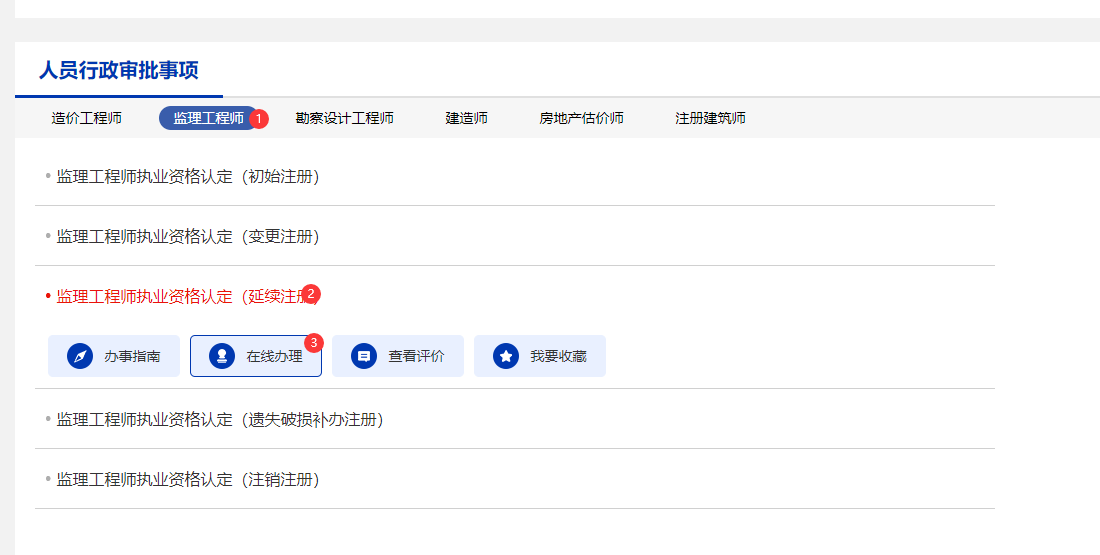 人员行政审批事项
造价工程师 监理工程师 1 勘察设计工程师 建造师 房地产估价师 注册建筑师
监理工程师执业资格认定（初始注册）
监理工程师执业资格认定（变更注册）
监理工程师执业资格认定（延续注册） 2
办事指南 在线办理 3 查看评价 我要收藏
监理工程师执业资格认定（遗失破损补办注册）
监理工程师执业资格认定（注销注册）